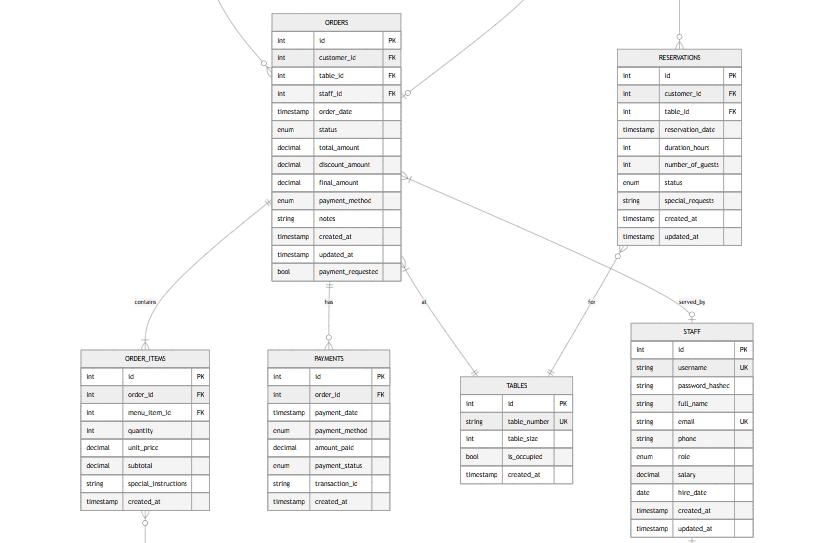 ORDERS
int id PK
int customer_id FK
int table_id FK
int staff_id FK
timestamp order_date
enum status
decimal total_amount
decimal discount_amount
decimal final_amount
enum payment_method
string notes
timestamp created_at
timestamp updated_at
bool payment_requested
RESERVATIONS
int id PK
int customer_id FK
int table_id FK
timestamp reservation_date
int duration_hours
int number_of_guests
enum status
string special_requests
timestamp created_at
timestamp updated_at
contains
has
at
for
served_by
ORDER_ITEMS
int id PK
int order_id FK
int menu_item_id FK
int quantity
decimal unit_price
decimal subtotal
string special_instructions
timestamp created_at
PAYMENTS
int id PK
int order_id FK
timestamp payment_date
enum payment_method
decimal amount_paid
enum payment_status
string transaction_id
timestamp created_at
TABLES
int id PK
string table_number UK
int table_size
bool is_occupied
timestamp created_at
STAFF
int id PK
string username UK
string password_hashed
string full_name
string email UK
string phone
enum role
decimal salary
date hire_date
timestamp created_at
timestamp updated_at